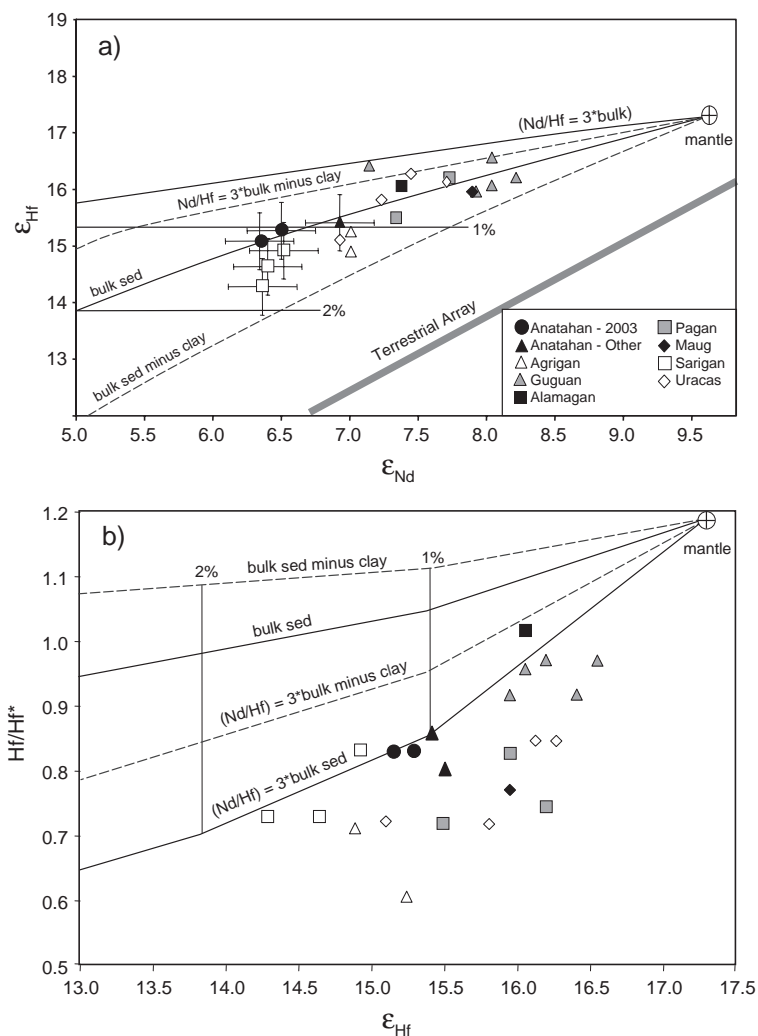 a)
19
18
17
16
15
14
13
εHf
5.0 5.5 6.0 6.5 7.0 7.5 8.0 8.5 9.0 9.5
εNd
(Nd/Hf = 3*bulk)
mantle
Nd/Hf = 3*bulk minus clay
1%
bulk sed
2%
bulk sed minus clay
Terrestrial Array
Anatahan - 2003
Anatahan - Other
Agrigan
Guguan
Alamagan
Pagan
Maug
Sarigan
Uracas
b)
1.2
1.1
1.0
0.9
0.8
0.7
0.6
0.5
Hf/Hf*
mantle
2%
bulk sed minus clay
1%
bulk sed
(Nd/Hf) = 3*bulk minus clay
(Nd/Hf) = 3*bulk sed
13.0 13.5 14.0 14.5 15.0 15.5 16.0 16.5 17.0 17.5
εHf